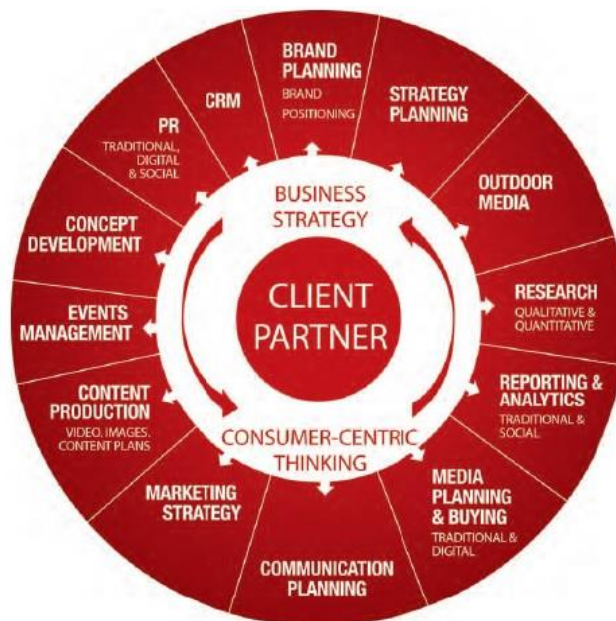 BRAND
PLANNING
BRAND
POSITIONING
STRATEGY
PLANNING
OUTDOOR
MEDIA
RESEARCH
QUALITATIVE &
QUANTITATIVE
REPORTING &
ANALYTICS
TRADITIONAL &
SOCIAL
MEDIA
PLANNING
& BUYING
TRADITIONAL &
DIGITAL
COMMUNICATION
PLANNING
MARKETING
STRATEGY
CONTENT
PRODUCTION
VIDEO, IMAGES,
CONTENT PLANS
EVENTS
MANAGEMENT
CONCEPT
DEVELOPMENT
PR
TRADITIONAL,
DIGITAL
& SOCIAL
CRM
BUSINESS
STRATEGY
CLIENT
PARTNER
CONSUMER-CENTRIC
THINKING